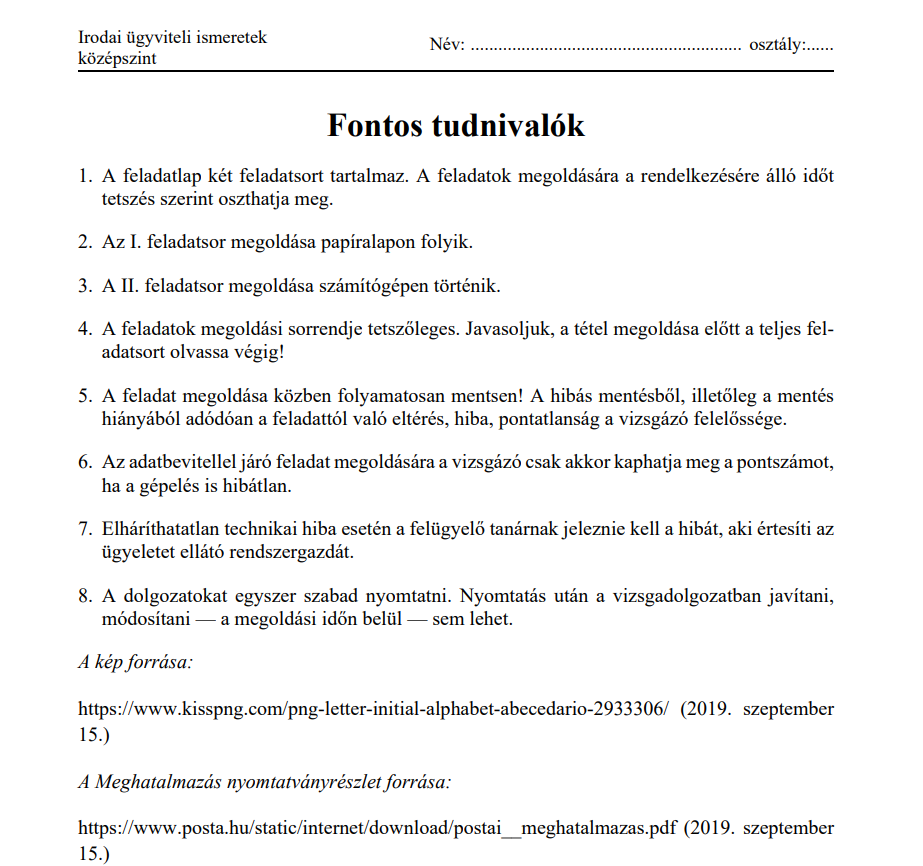 Irodai ügyviteli ismeretek
középszint
Név: ........................................................... osztály:......
Fontos tudnivalók
1. A feladatlap két feladatsort tartalmaz. A feladatok megoldására a rendelkezésére álló időt
tetszés szerint oszthatja meg.
2. Az I. feladatsor megoldása papíralapon folyik.
3. A II. feladatsor megoldása számítógépen történik.
4. A feladatok megoldási sorrendje tetszőleges. Javasoljuk, a tétel megoldása előtt a teljes fel-
adatsort olvassa végig!
5. A feladat megoldása közben folyamatosan mentsen! A hibás mentésből, illetőleg a mentés
hiányából adódóan a feladattól való eltérés, hiba, pontatlanság a vizsgázó felelőssége.
6. Az adatbevitellel járó feladat megoldására a vizsgázó csak akkor kaphatja meg a pontszámot,
ha a gépelés is hibátlan.
7. Elháríthatatlan technikai hiba esetén a felügyelő tanárnak jeleznie kell a hibát, aki értesíti az
ügyeletet ellátó rendszergazdát.
8. A dolgozatokat egyszer szabad nyomtatni. Nyomtatás után a vizsgadolgozatban javítani,
módosítani — a megoldási időn belül — sem lehet.
A kép forrása:
https://www.kisspng.com/png-letter-initial-alphabet-abecedario-2933306/ (2019. szeptember
15.)
A Meghatalmazás nyomtatványrészlet forrása:
https://www.posta.hu/static/internet/download/postai__meghatalmazas.pdf (2019. szeptember
15.)